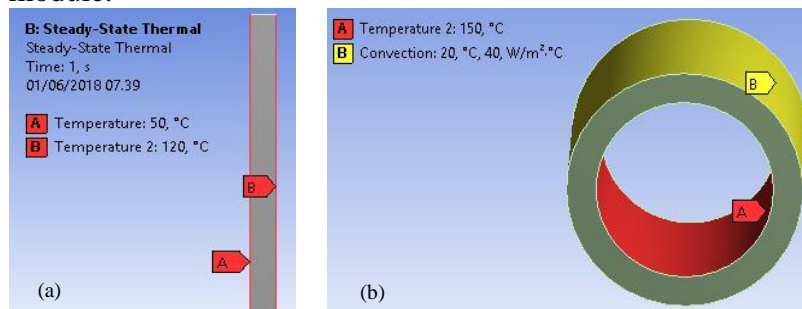 module.
B: Steady-State Thermal
Steady-State Thermal
Time: 1, s
01/06/2018 07.39
A Temperature: 50, °C
B Temperature 2: 120, °C
B
A
(a)
A Temperature 2: 150, °C
B Convection: 20, °C, 40, W/m²·°C
B
A
(b)